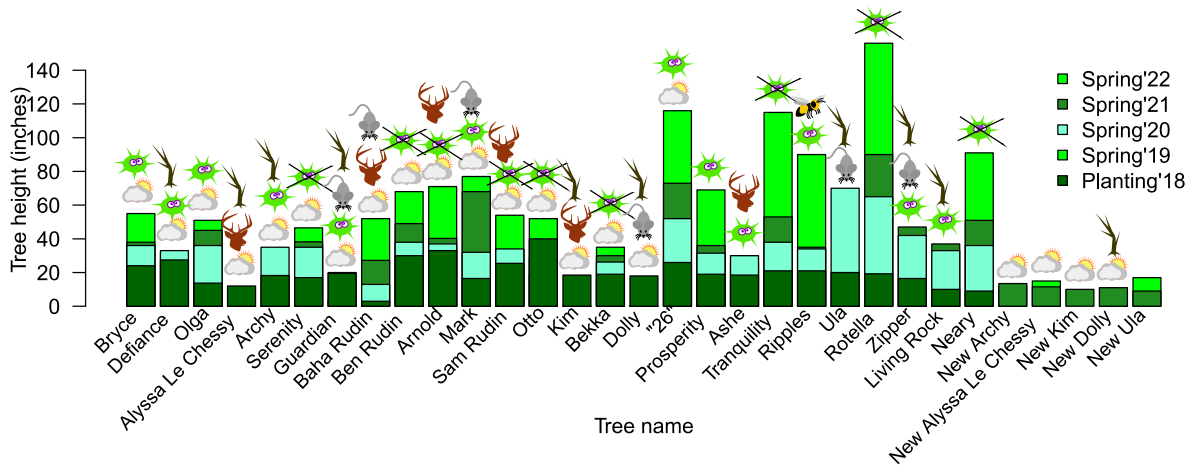 Tree height (inches)
140
120
100
80
60
40
20
0
Spring'22
Spring'21
Spring'20
Spring'19
Planting'18
Bryce
Defiance
Olga
Alyssa Le Chessy
Archy
Serenity
Guardian
Baha Rudin
Ben Rudin
Arnold
Mark
Sam Rudin
Otto
Kim
Bekka
Dolly
"26"
Prosperity
Ashe
Tranquility
Ripples
Ula
Rotella
Zipper
Living Rock
Neary
New Archy
New Alyssa Le Chessy
New Kim
New Dolly
New Ula
Tree name